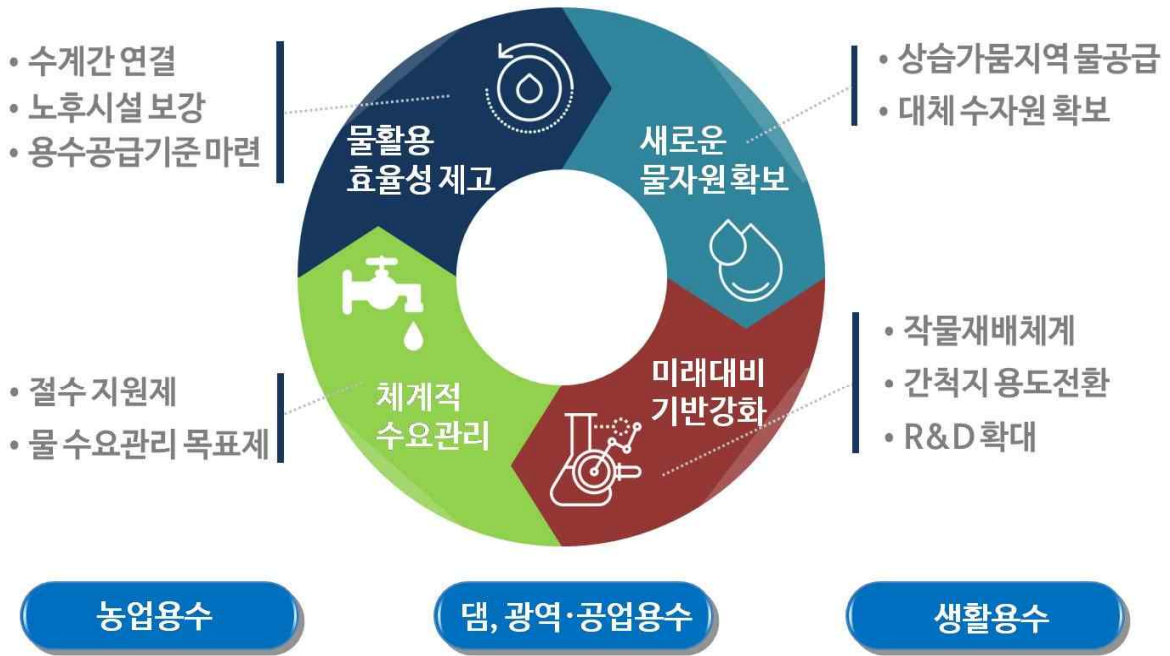 • 수계간 연결
• 노후시설 보강
• 용수공급기준 마련
물활용
효율성 제고
새로운
물자원 확보
• 상습가뭄지역 물공급
• 대체 수자원 확보
• 절수 지원제
• 물 수요관리 목표제
체계적
수요관리
미래대비
기반강화
• 작물재배체계
• 간척지 용도전환
• R&D 확대
농업용수
댐, 광역·공업용수
생활용수